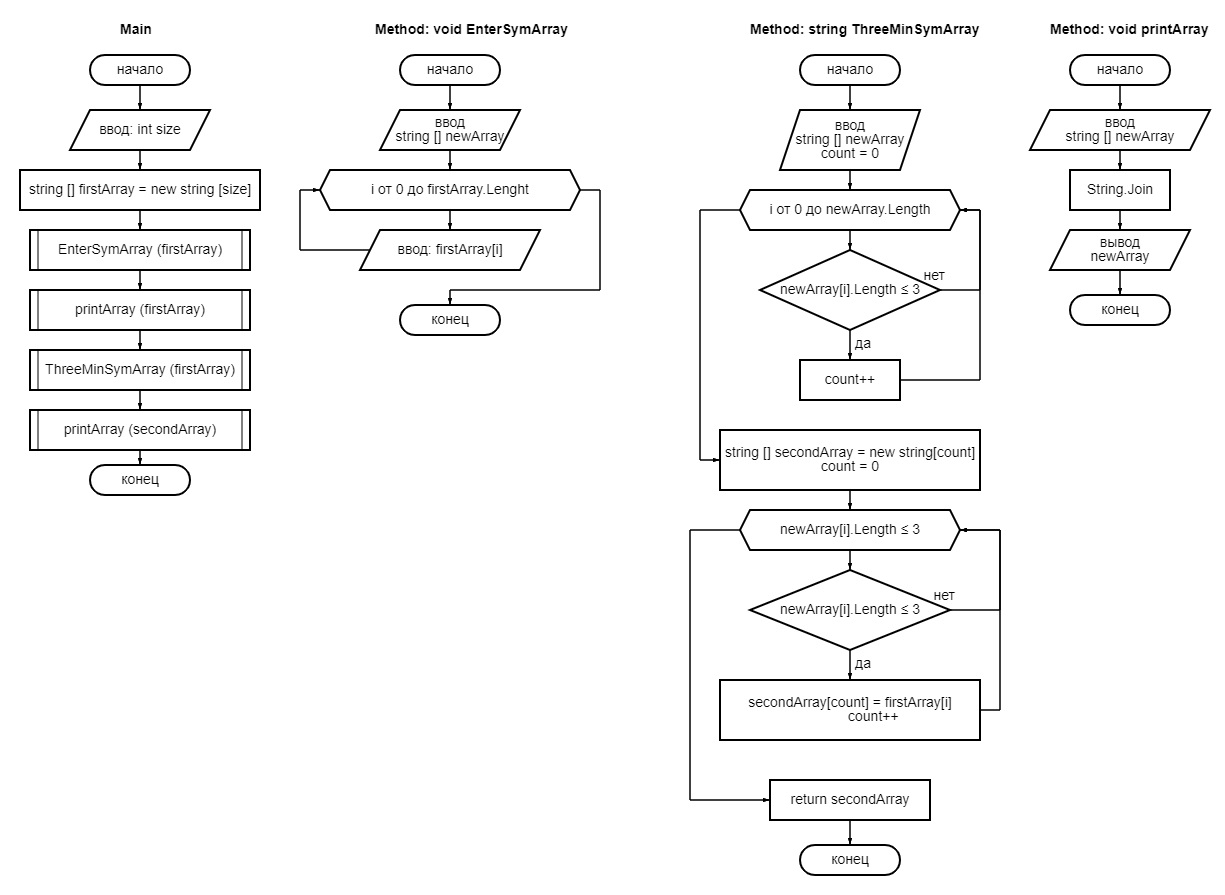 Main
начало
ввод: int size
string [] firstArray = new string [size]
EnterSymArray (firstArray)
printArray (firstArray)
ThreeMinSymArray (firstArray)
printArray (secondArray)
конец
Method: void EnterSymArray
начало
ввод
string [] newArray
i от 0 до firstArray.Lenght
ввод: firstArray[i]
конец
Method: string ThreeMinSymArray
начало
ввод
string [] newArray
count = 0
i от 0 до newArray.Length
newArray[i].Length ≤ 3
нет
да
count++
string [] secondArray = new string[count]
count = 0
newArray[i].Length ≤ 3
newArray[i].Length ≤ 3
нет
да
secondArray[count] = firstArray[i]
count++
return secondArray
конец
Method: void printArray
начало
ввод
string [] newArray
String.Join
вывод
newArray
конец